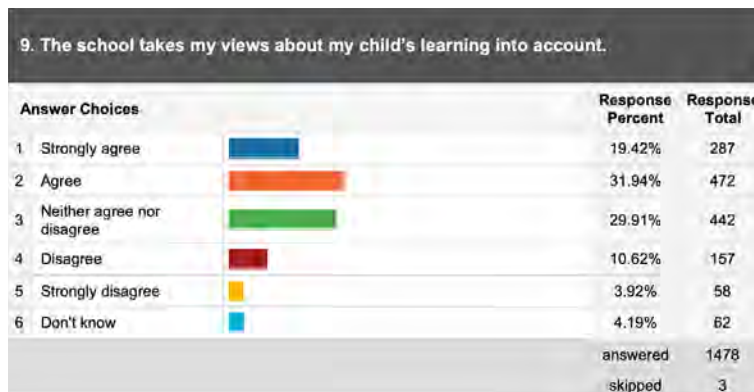 9. The school takes my views about my child's learning into account.
Answer Choices Response Percent Response Total
1 Strongly agree 19.42% 287
2 Agree 31.94% 472
3 Neither agree nor disagree 29.91% 442
4 Disagree 10.62% 157
5 Strongly disagree 3.92% 58
6 Don't know 4.19% 62
answered 1478
skipped 3